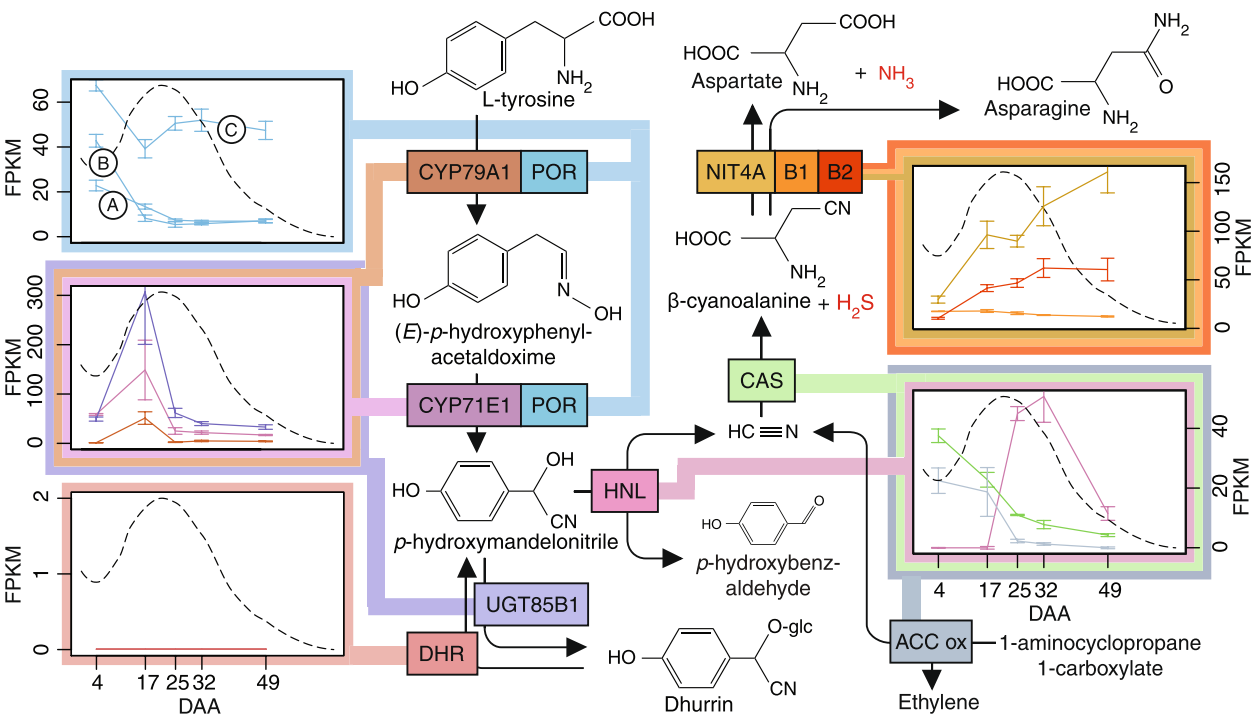 COOH
NH2
HO
L-tyrosine
COOH
HOOC
NH2
Aspartate
+ NH3
NH2
HOOC
O
NH2
Asparagine
FPKM
60
40
20
0
A
B
C
CYP79A1
POR
NIT4A
B1
B2
150
100
50
0
FPKM
HO
N
OH
(E)-p-hydroxyphenyl-
acetaldoxime
CN
HOOC
NH2
β-cyanoalanine + H2S
FPKM
300
200
100
0
CYP71E1
POR
CAS
HC≡N
OH
HO
CN
p-hydroxymandelonitrile
HNL
HO
O
p-hydroxybenz-
aldehyde
40
20
0
FPKM
4 17 25 32 49
DAA
FPKM
2
1
0
4 17 25 32 49
DAA
UGT85B1
DHR
O-glc
HO
CN
Dhurrin
ACC ox
1-aminocyclopropane
1-carboxylate
Ethylene